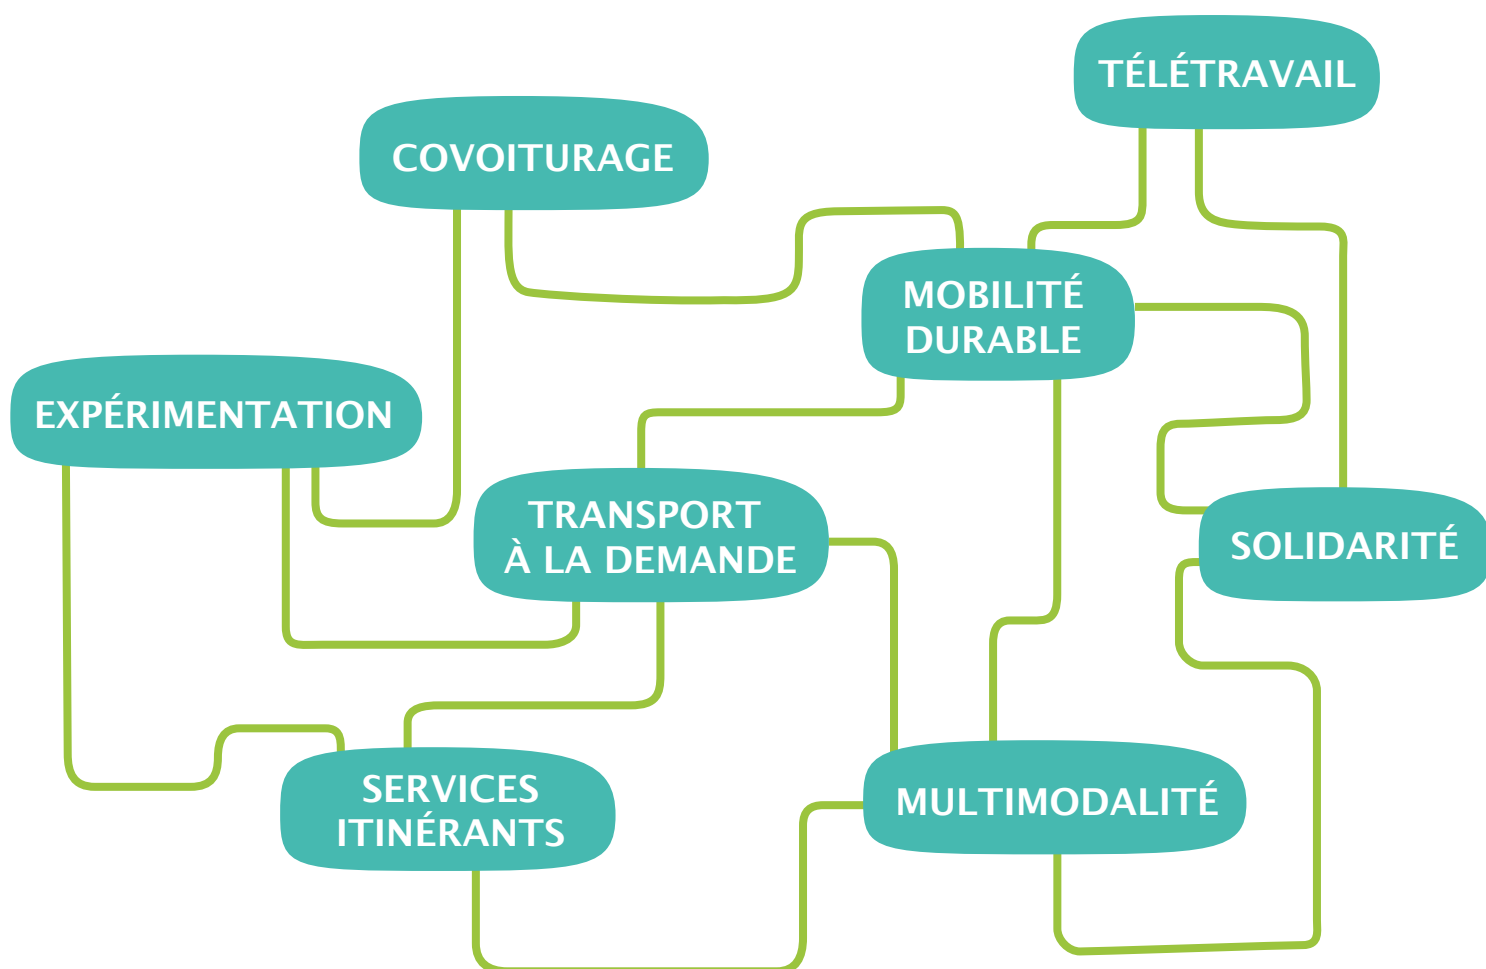 TÉLÉTRAVAIL
COVOITURAGE
MOBILITÉ
DURABLE
EXPÉRIMENTATION
TRANSPORT
À LA DEMANDE
SOLIDARITÉ
SERVICES
ITINÉRANTS
MULTIMODALITÉ